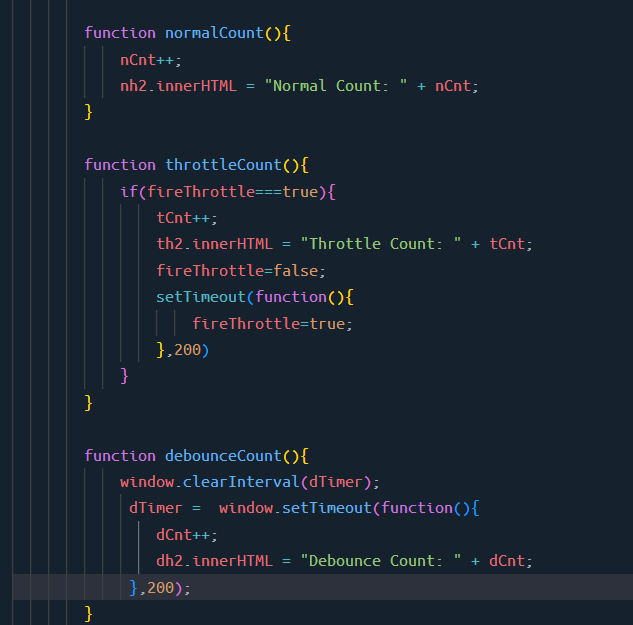 function normalCount(){
nCnt++;
nh2.innerHTML = "Normal Count: " + nCnt;
}
function throttleCount(){
if(fireThrottle===true){
tCnt++;
th2.innerHTML = "Throttle Count: " + tCnt;
fireThrottle=false;
setTimeout(function(){
fireThrottle=true;
},200)
}
}
function debounceCount(){
window.clearInterval(dTimer);
dTimer =  window.setTimeout(function(){
dCnt++;
dh2.innerHTML = "Debounce Count: " + dCnt;
},200);
}